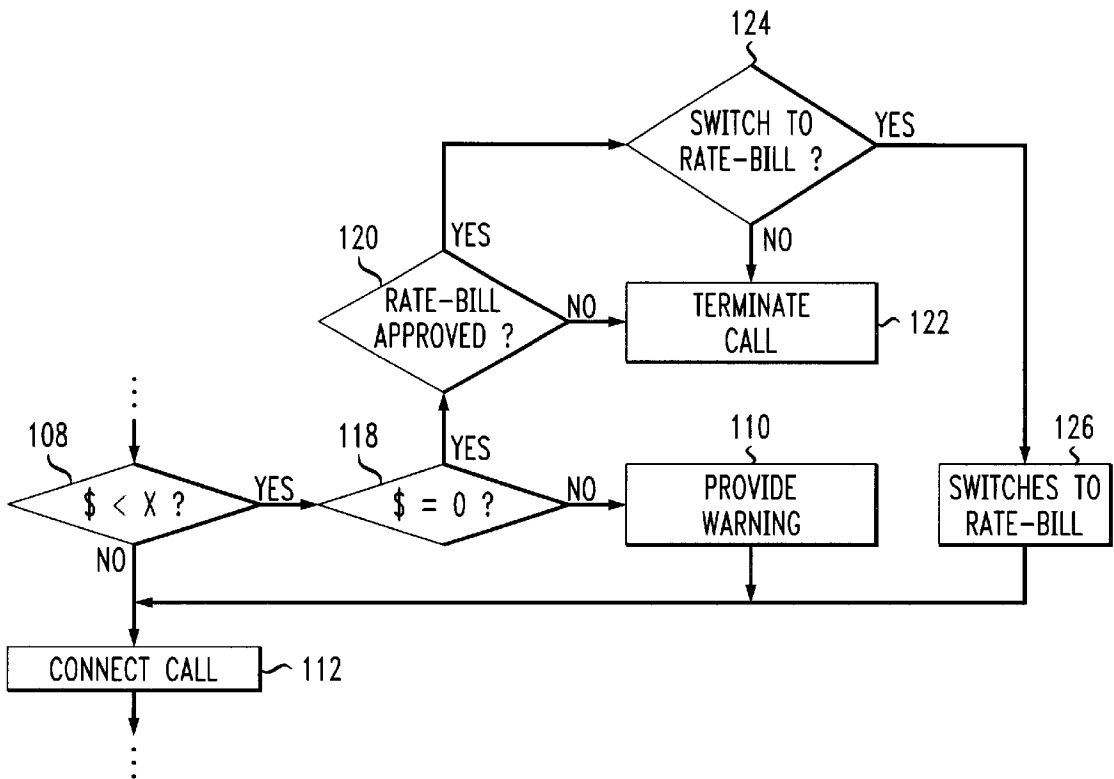 124
SWITCH TO
RATE-BILL ?
YES
NO
120
YES
RATE-BILL
APPROVED ?
NO
TERMINATE
CALL
122
108
$ < X ?
YES
NO
118
YES
$ = 0 ?
NO
110
PROVIDE
WARNING
126
SWITCHES TO
RATE-BILL
CONNECT CALL
112